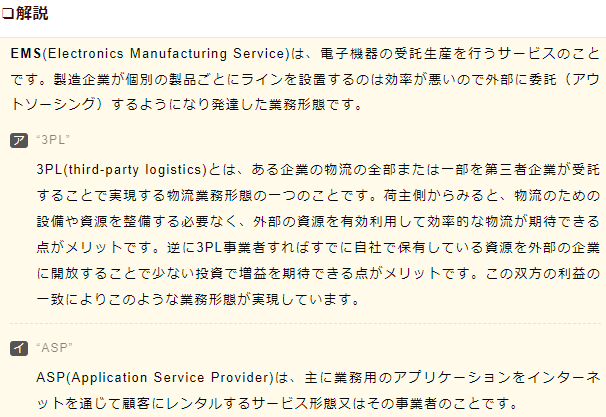 ❏解説
EMS(Electronics Manufacturing Service)は、電子機器の受託生産を行うサービスのこと
です。製造企業が個別の製品ごとにラインを設置するのは効率が悪いので外部に委託（アウ
トソーシング）するようになり発達した業務形態です。
ア “3PL”
3PL(third-party logistics)とは、ある企業の物流の全部または一部を第三者企業が受託
することで実現する物流業務形態の一つのことです。荷主側からみると、物流のための
設備や資源を整備する必要なく、外部の資源を有効利用して効率的な物流が期待できる
点がメリットです。逆に3PL事業者すればすでに自社で保有している資源を外部の企業
に開放することで少ない投資で増益を期待できる点がメリットです。この双方の利益の
一致によりこのような業務形態が実現しています。
イ “ASP”
ASP(Application Service Provider)は、主に業務用のアプリケーションをインターネ
ットを通じて顧客にレンタルするサービス形態又はその事業者のことです。